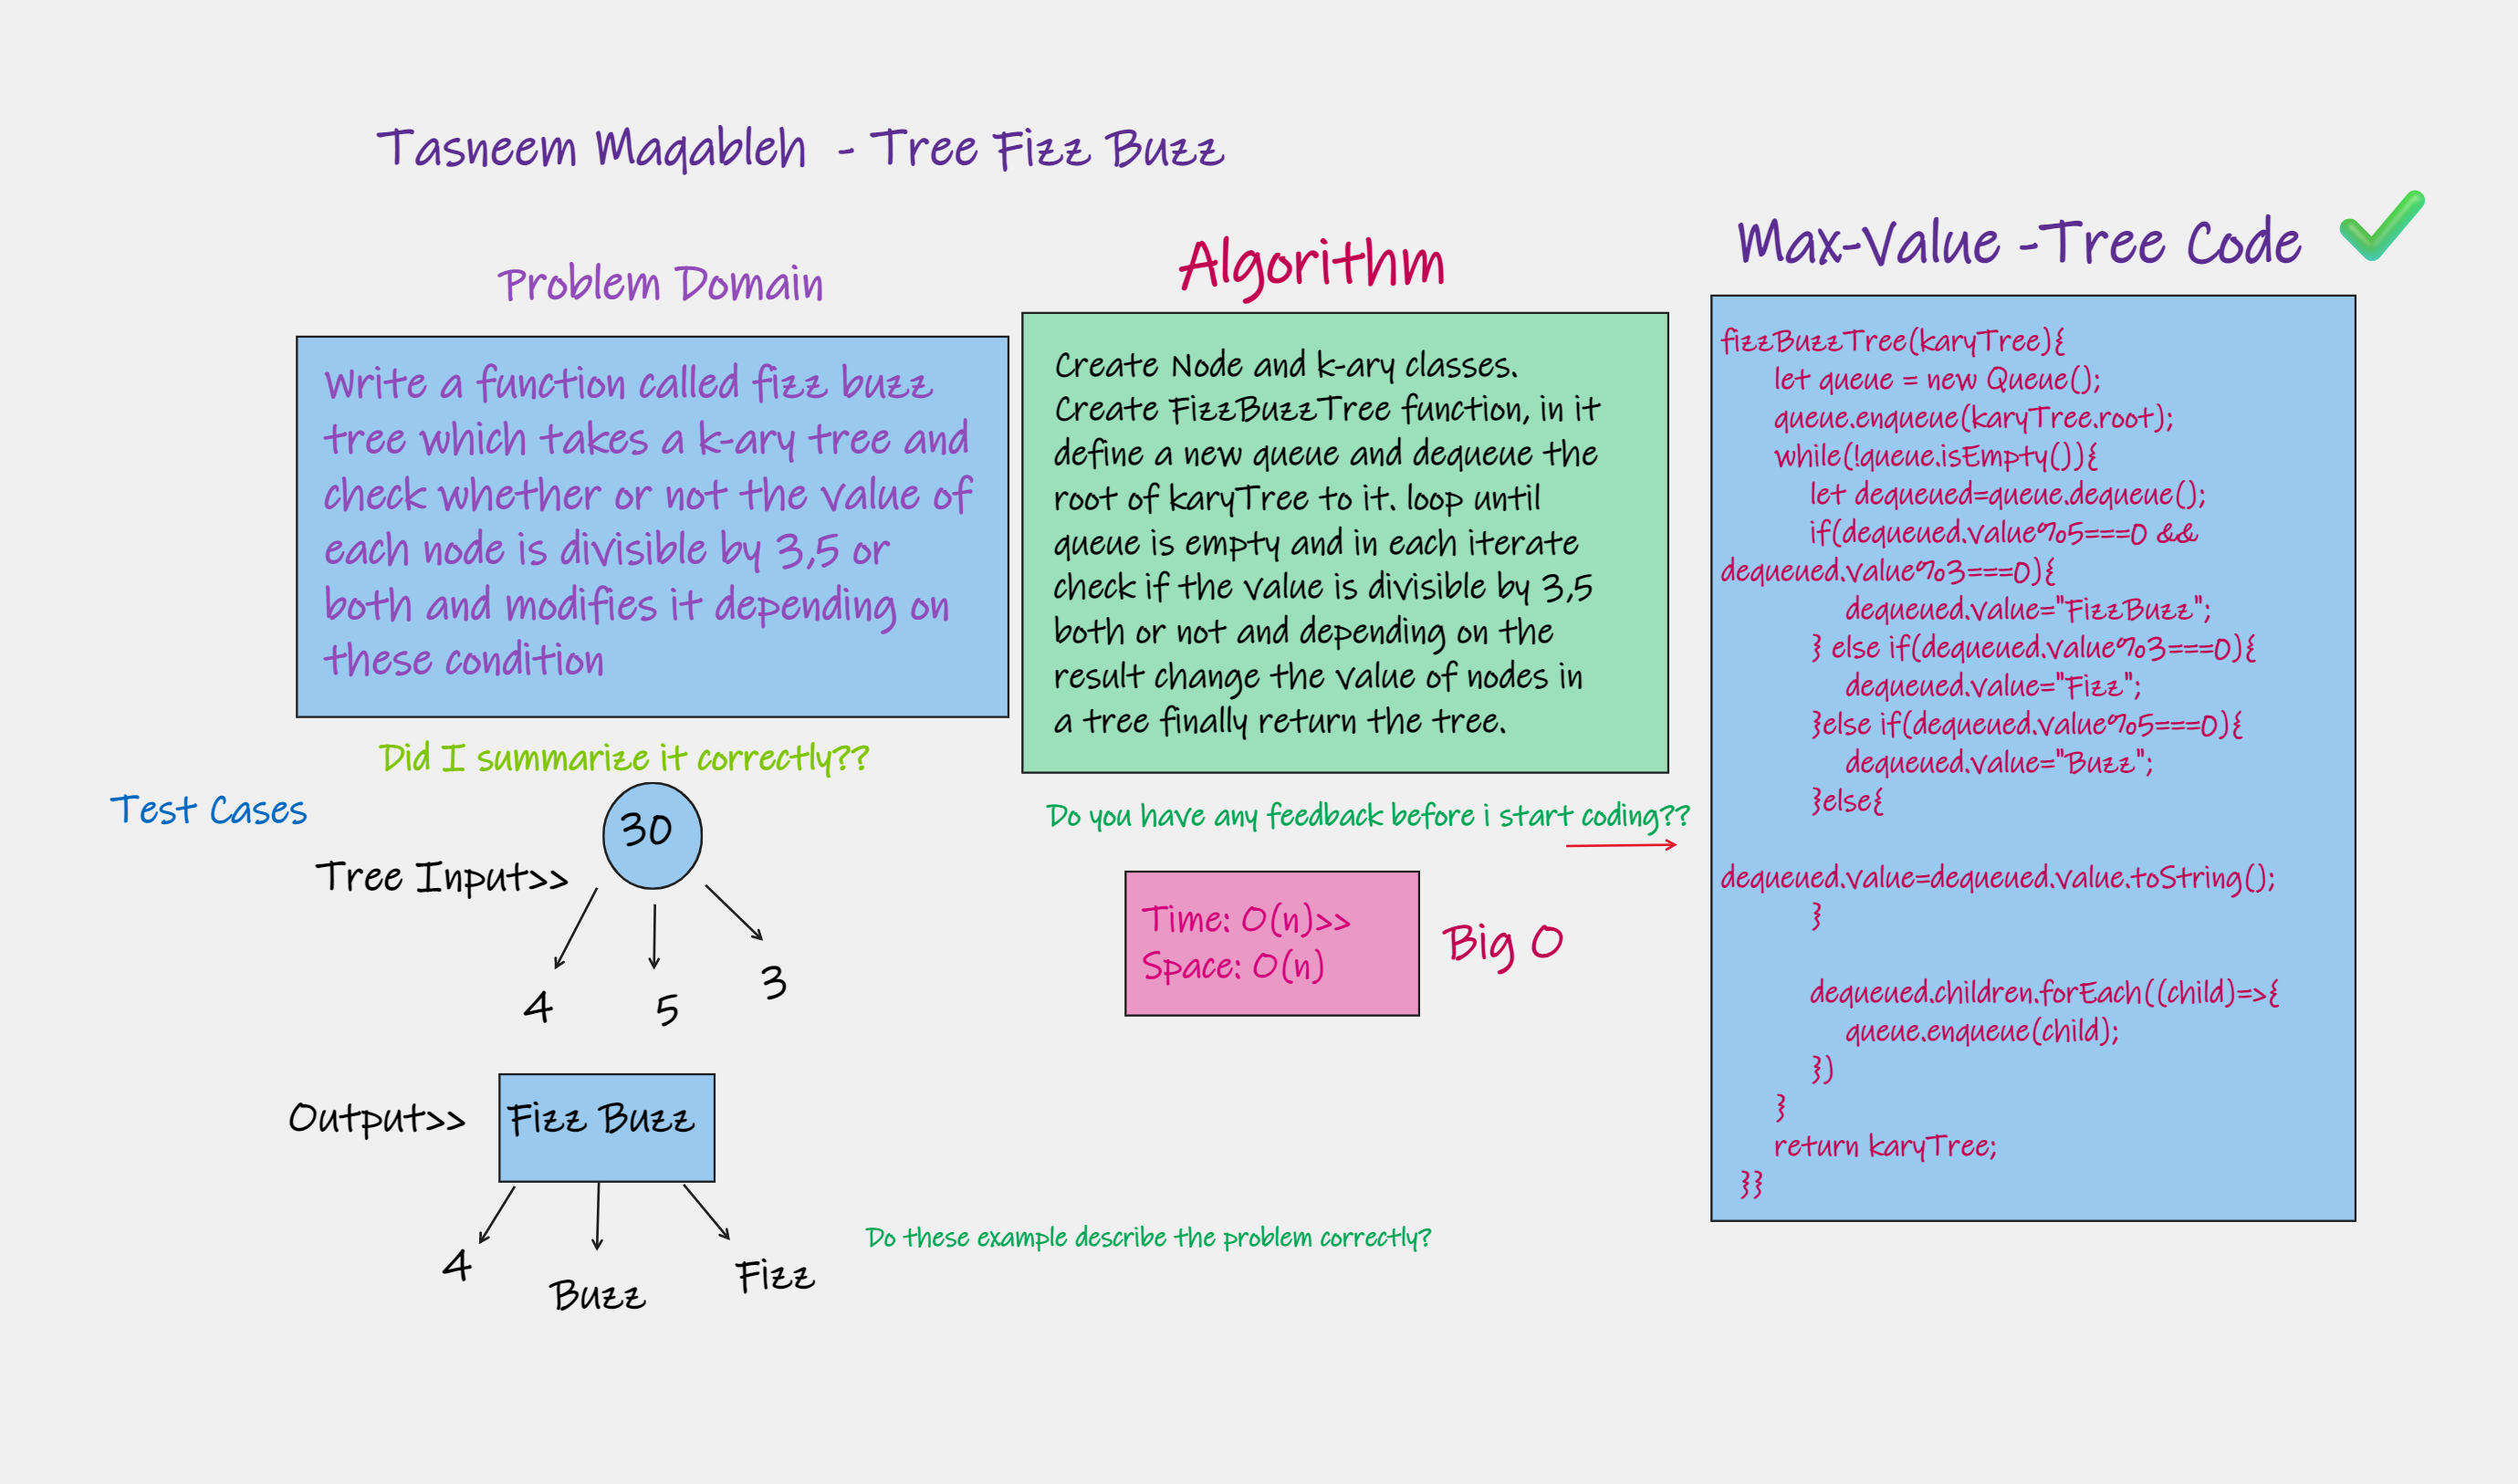 Tasneem Maqableh - Tree Fizz Buzz
Problem Domain
Write a function called fizz buzz
tree which takes a k-ary tree and
check whether or not the value of
each node is divisible by 3,5 or
both and modifies it depending on
these condition
Did I summarize it correctly??
Test Cases
Tree Input>>
30
4
5
3
Output>>
Fizz Buzz
4
Buzz
Fizz
Do these example describe the problem correctly?
Algorithm
Create Node and k-ary classes.
Create FizzBuzzTree function, in it
define a new queue and dequeue the
root of karyTree to it. loop until
queue is empty and in each iterate
check if the value is divisible by 3,5
both or not and depending on the
result change the value of nodes in
a tree finally return the tree.
Do you have any feedback before i start coding??
Time: O(n)>>
Space: O(n)
Big O
Max-Value -Tree Code
fizzBuzzTree(karyTree){
let queue = new Queue();
queue.enqueue(karyTree.root);
while(!queue.isEmpty()){
let dequeued=queue.dequeue();
if(dequeued.value%5===0 &&
dequeued.value%3===0){
dequeued.value="FizzBuzz";
} else if(dequeued.value%3===0){
dequeued.value="Fizz";
}else if(dequeued.value%5===0){
dequeued.value="Buzz";
}else{
dequeued.value=dequeued.value.toString();
}
dequeued.children.forEach((child)=>{
queue.enqueue(child);
})
}
return karyTree;
}}